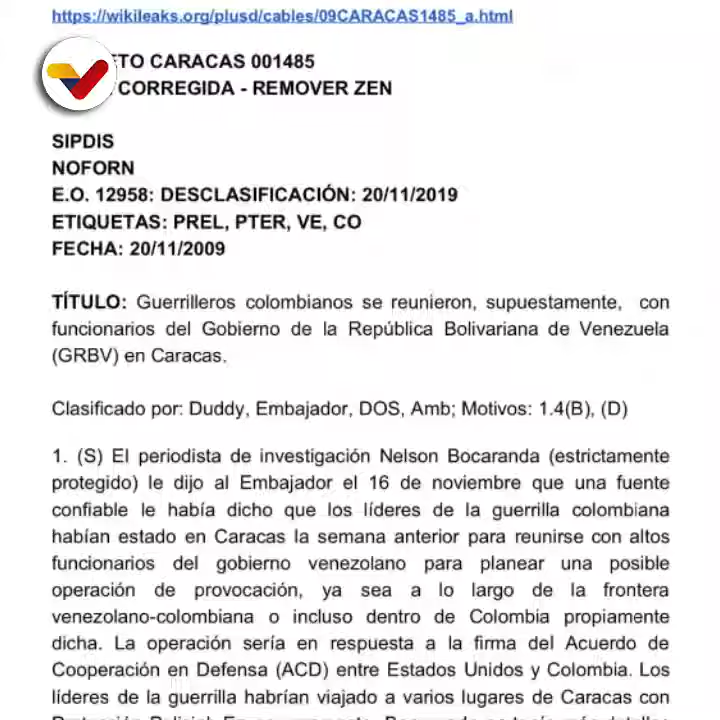 https://wikileaks.org/plusd/cables/09CARACAS1485_a.html
ETO CARACAS 001485
CORREGIDA - REMOVER ZEN
SIPDIS
NOFORN
E.O. 12958: DESCLASIFICACIÓN: 20/11/2019
ETIQUETAS: PREL, PTER, VE, CO
FECHA: 20/11/2009
TÍTULO: Guerrilleros colombianos se reunieron, supuestamente, con
funcionarios del Gobierno de la República Bolivariana de Venezuela
(GRBV) en Caracas.
Clasificado por: Duddy, Embajador, DOS, Amb; Motivos: 1.4(B), (D)
1. (S) El periodista de investigación Nelson Bocaranda (estrictamente
protegido) le dijo al Embajador el 16 de noviembre que una fuente
confiable le había dicho que los líderes de la guerrilla colombiana
habían estado en Caracas la semana anterior para reunirse con altos
funcionarios del gobierno venezolano para planear una posible
operación de provocación, ya sea a lo largo de la frontera
venezolano-colombiana o incluso dentro de Colombia propiamente
dicha. La operación sería en respuesta a la firma del Acuerdo de
Cooperación en Defensa (ACD) entre Estados Unidos y Colombia. Los
líderes de la guerrilla habrían viajado a varios lugares de Caracas con